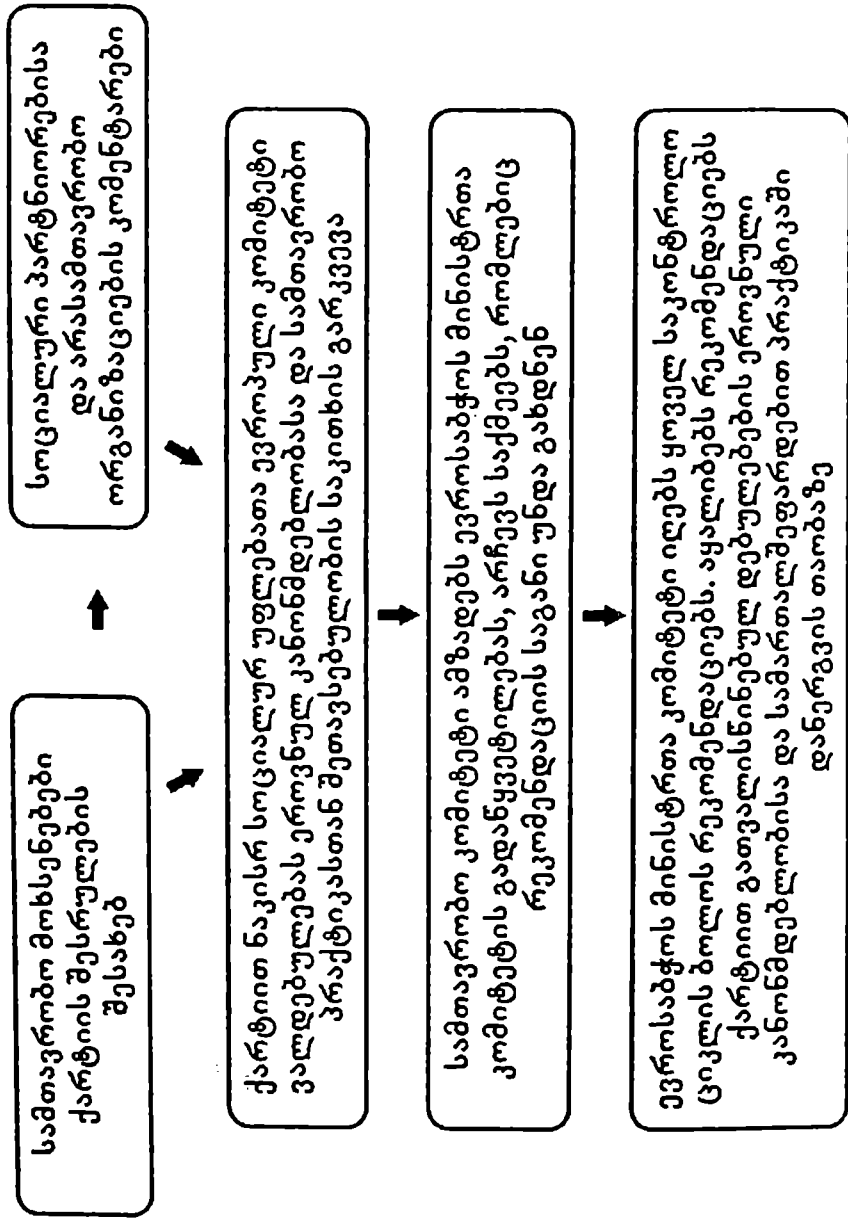 სამთავრობო მოხსენებები
ქარტიის შესრულების
შესახებ
სოციალური პარტნიორებისა
და არასამთავრობო
ორგანიზაციების კომენტარები
ქარტიით ნაკისრ სოციალურ უფლებათა ევროპული კომიტეტი
ვალდებულებას ეროვნულ კანონმდებლობასა და სამთავრობო
პრაქტიკასთან შეთავსებულობის საკითხის გარკვევა
სამთავრობო კომიტეტი ამზადებს ევროსაბჭოს მინისტრთა
კომიტეტის გადაწყვეტილებას, არჩევს საქმეებს, რომლებიც
რეკომენდაციის საგანი უნდა გახდნენ
ევროსაბჭოს მინისტრთა კომიტეტი იღებს ყოველ საკონტროლო
ციკლის ბოლოს რეკომენდაციებს. აყალიბებს რეკომენდაციებს
ქარტიით გათვალისწინებულ დებულებების ეროვნული
კანონმდებლობისა და სამართალშეფარდებით პრაქტიკაში
დანერგვის თაობაზე